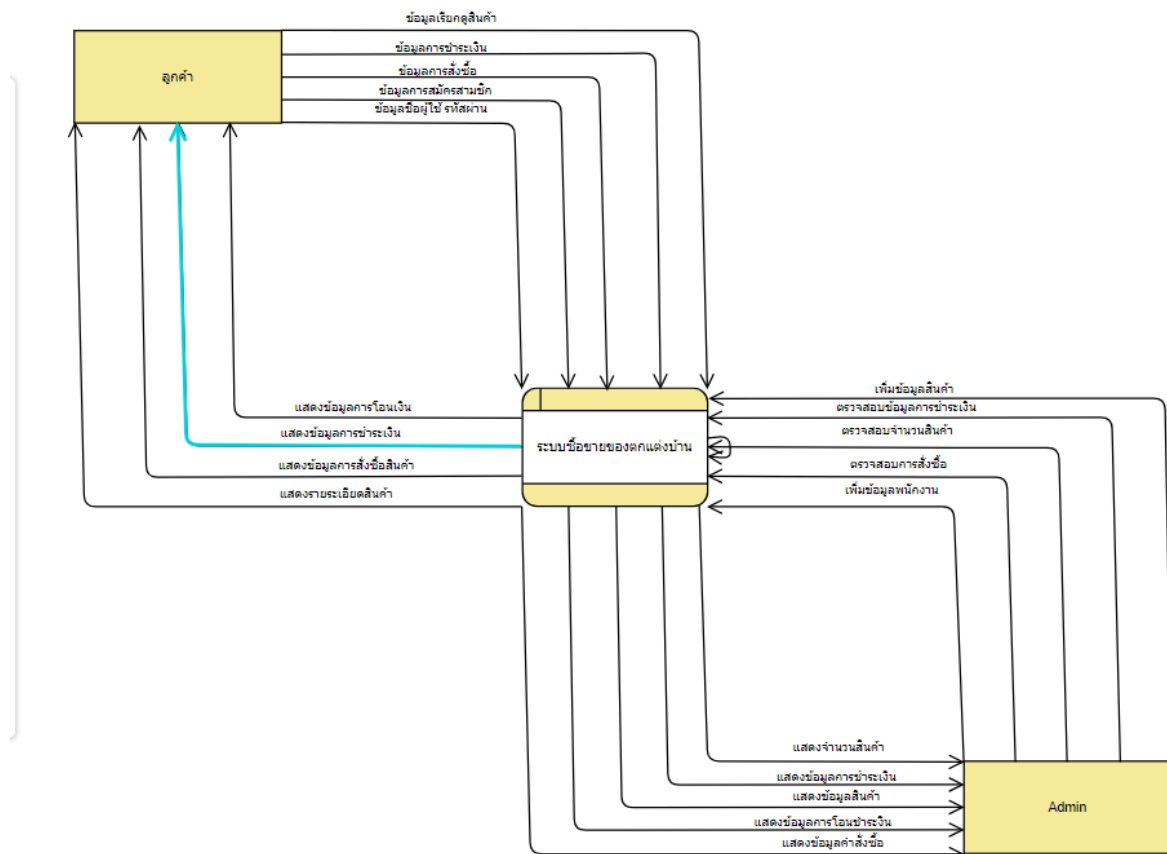 ข้อมูลเรียกดูสินค้า
ข้อมูลการชำระเงิน
ข้อมูลการสั่งซื้อ
ข้อมูลการสมัครสามชิก
ข้อมูลชื่อผู้ใช้ รหัสผ่าน
ลูกค้า
แสดงข้อมูลการโอนเงิน
แสดงข้อมูลการชำระเงิน
แสดงข้อมูลการสั่งซื้อสินค้า
แสดงรายระเอียดสินค้า
ระบบซื้อขายของตกแต่งบ้าน
เพิ่มข้อมูลสินค้า
ตรวจสอบข้อมูลการชำระเงิน
ตรวจสอบจำนวนสินค้า
ตรวจสอบการสั่งซื้อ
เพิ่มข้อมูลพนักงาน
แสดงจำนวนสินค้า
แสดงข้อมูลการชำระเงิน
แสดงข้อมูลสินค้า
แสดงข้อมูลการโอนชำระเงิน
แสดงข้อมูลคำสั่งซื้อ
Admin